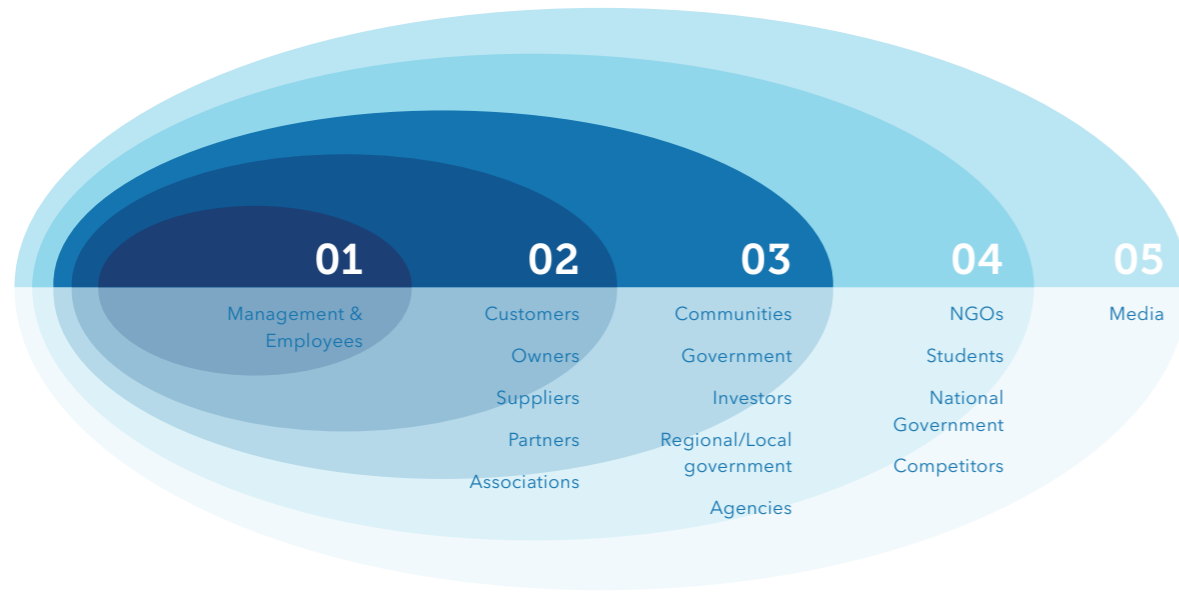 01
Management &
Employees
02
Customers
Owners
Suppliers
Partners
Associations
03
Communities
Government
Investors
Regional/Local
government
Agencies
04
NGOs
Students
National
Government
Competitors
05
Media